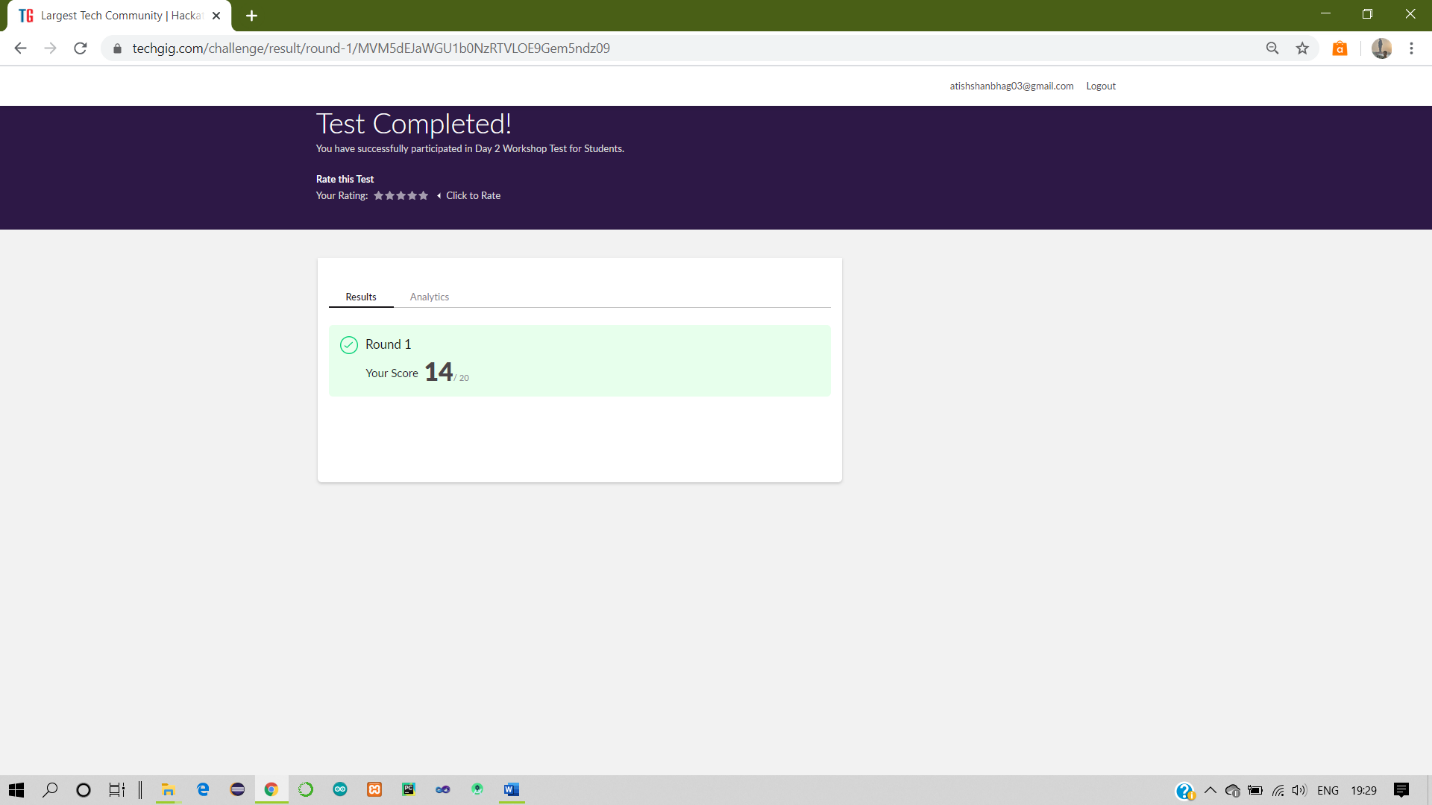 TG Largest Tech Community | Hacka
techgig.com/challenge/result/round-1/MVM5dEJaWGU1b0NzRTVLOE9Gem5ndz09
atishshanbhag03@gmail.com Logout
Test Completed!
You have successfully participated in Day 2 Workshop Test for Students.
Rate this Test
Your Rating: Click to Rate
Results Analytics
Round 1
Your Score 14 / 20
ENG 19:29